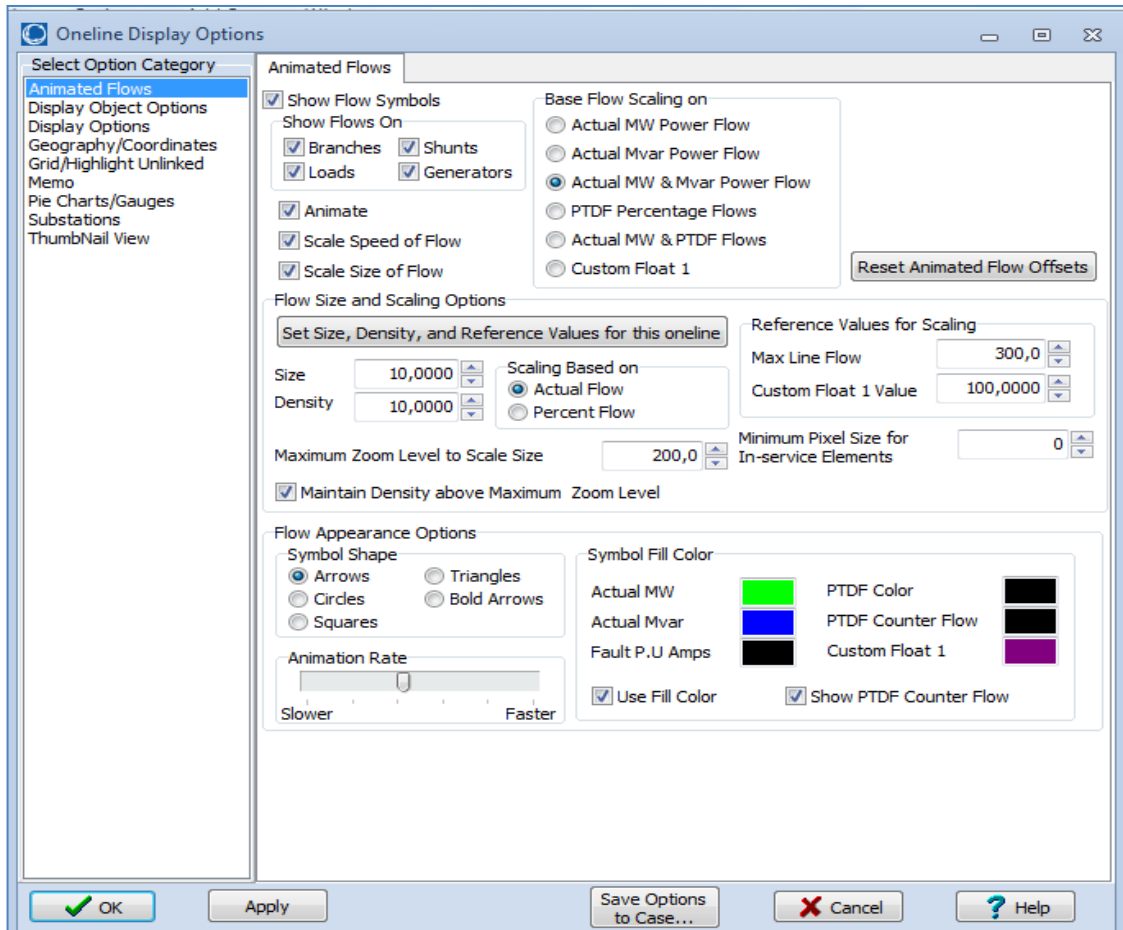 Oneline Display Options
Select Option Category
Animated Flows
Display Object Options
Display Options
Geography/Coordinates
Grid/Highlight Unlinked
Memo
Pie Charts/Gauges
Substations
ThumbNail View
Animated Flows
Show Flow Symbols
Show Flows On
Branches
Shunts
Loads
Generators
Animate
Scale Speed of Flow
Scale Size of Flow
Base Flow Scaling on
Actual MW Power Flow
Actual Mvar Power Flow
Actual MW & Mvar Power Flow
PTDF Percentage Flows
Actual MW & PTDF Flows
Custom Float 1
Reset Animated Flow Offsets
Flow Size and Scaling Options
Set Size, Density, and Reference Values for this oneline
Size 10,0000
Density 10,0000
Scaling Based on
Actual Flow
Percent Flow
Reference Values for Scaling
Max Line Flow 300,0
Custom Float 1 Value 100,0000
Maximum Zoom Level to Scale Size 200,0
Minimum Pixel Size for
In-service Elements 0
Maintain Density above Maximum Zoom Level
Flow Appearance Options
Symbol Shape
Arrows
Triangles
Circles
Bold Arrows
Squares
Animation Rate
Slower Faster
Symbol Fill Color
Actual MW
PTDF Color
Actual Mvar
PTDF Counter Flow
Fault P.U Amps
Custom Float 1
Use Fill Color
Show PTDF Counter Flow
OK
Apply
Save Options
to Case...
Cancel
Help